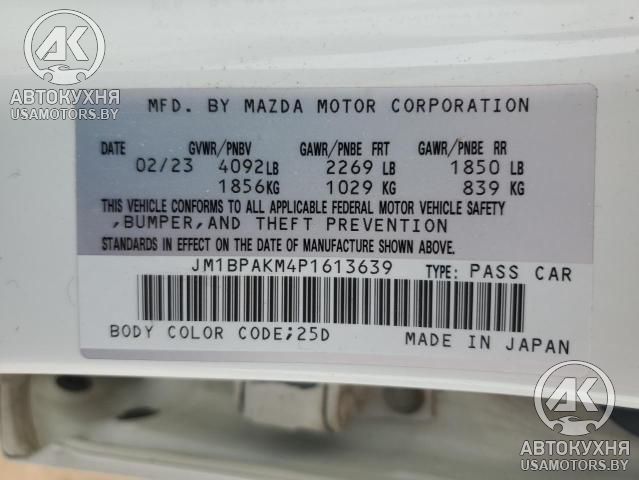 AK
АВТОКУХНЯ
USAMOTORS.BY
MFD. BY MAZDA MOTOR CORPORATION
DATE GVWR/PNBV GAWR/PNBE FRT GAWR/PNBE RR
02/23 4092LB 2269 LB 1850 LB
1856KG 1029 KG 839 KG
THIS VEHICLE CONFORMS TO ALL APPLICABLE FEDERAL MOTOR VEHICLE SAFETY
,BUMPER,AND THEFT PREVENTION
STANDARDS IN EFFECT ON THE DATE OF MANUFACTURE SHOWN ABOVE.
JM1BPAKM4P1613639 TYPE: PASS CAR
BODY COLOR CODE;25D MADE IN JAPAN
AK
АВТОКУХНЯ
USAMOTORS.BY